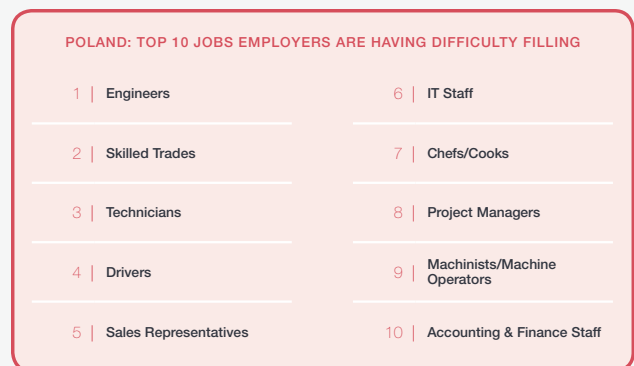 POLAND: TOP 10 JOBS EMPLOYERS ARE HAVING DIFFICULTY FILLING
1 | Engineers
2 | Skilled Trades
3 | Technicians
4 | Drivers
5 | Sales Representatives
6 | IT Staff
7 | Chefs/Cooks
8 | Project Managers
9 | Machinists/Machine
Operators
10 | Accounting & Finance Staff